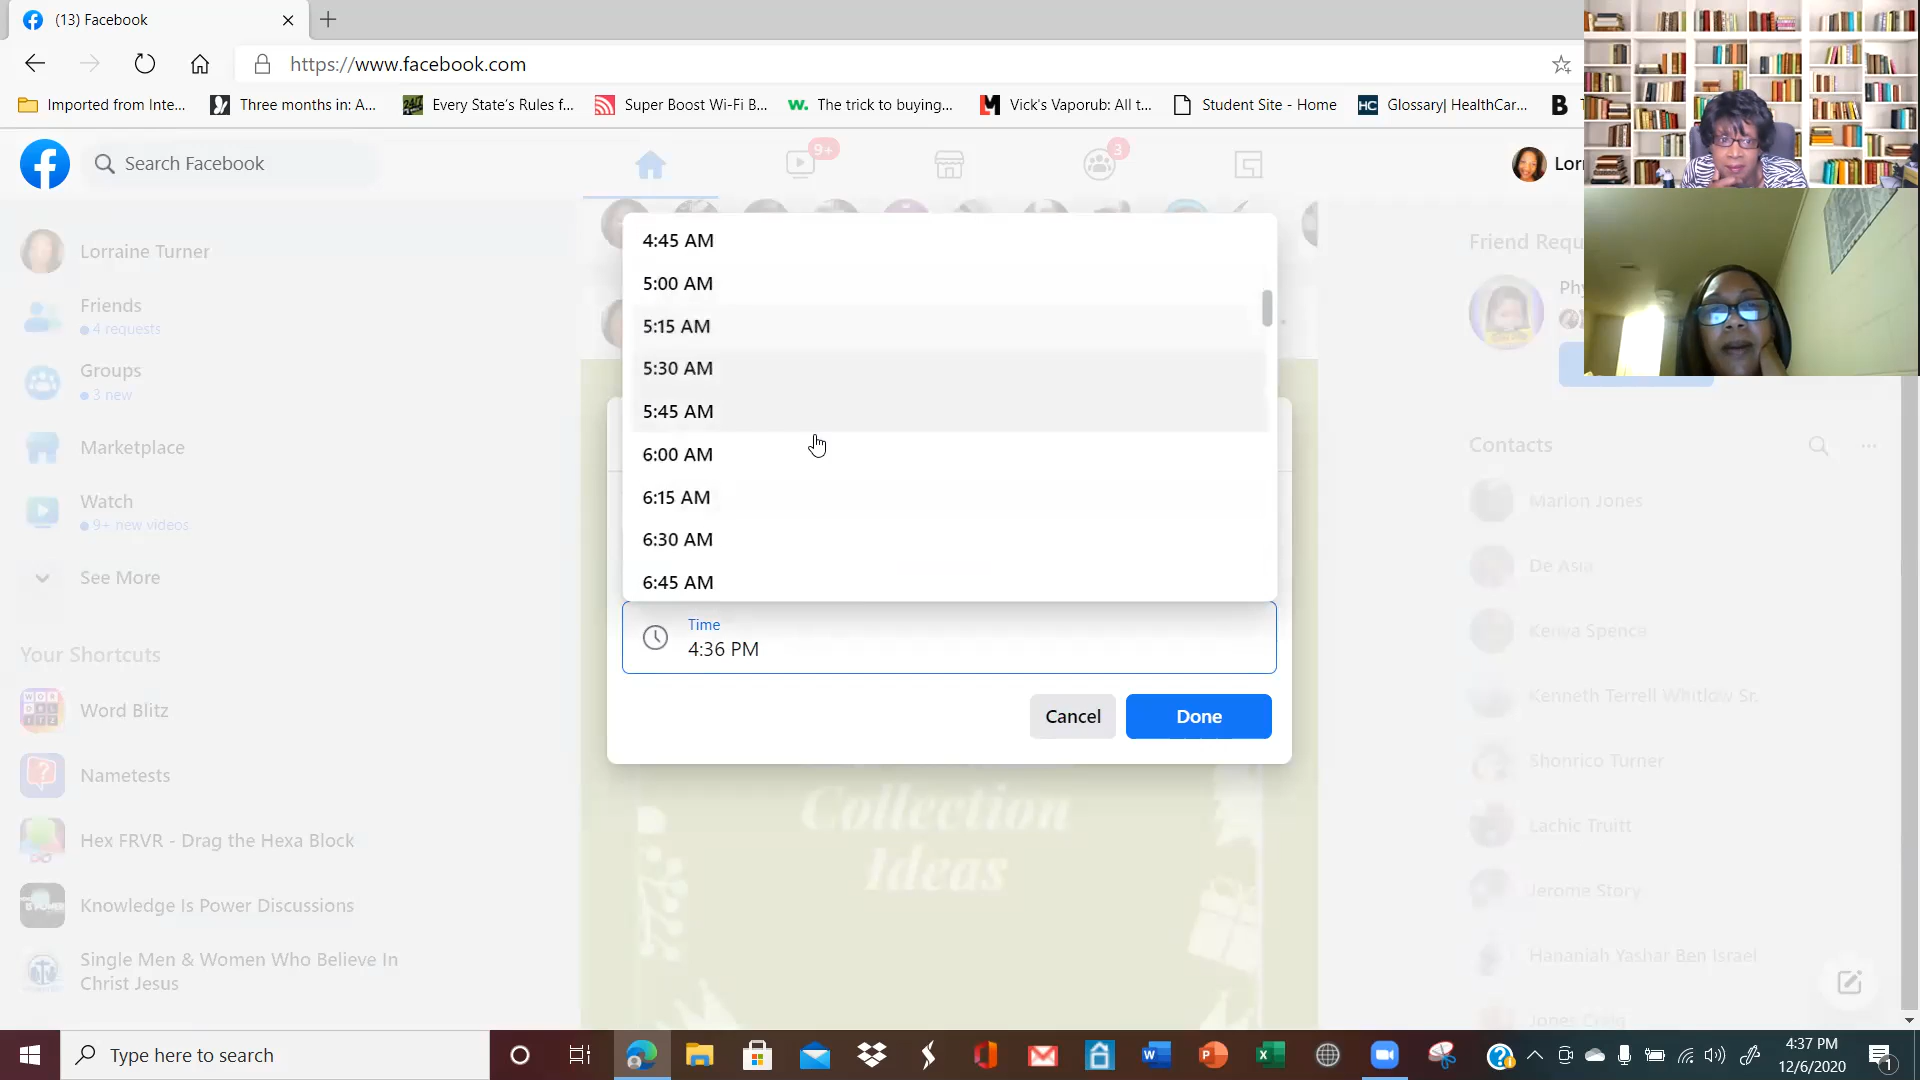 (13) Facebook
https://www.facebook.com
Imported from Inte...
Three months in: A...
Every State's Rules f...
Super Boost Wi-Fi B...
w. The trick to buying...
Vick's Vaporub: All t...
Student Site - Home
HC Glossary| HealthCar...
B
Search Facebook
9+
3
Lor
Lorraine Turner
Friends
4 requests
Groups
3 new
Marketplace
Watch
9+ new videos
See More
Your Shortcuts
Word Blitz
Nametests
Hex FRVR - Drag the Hexa Block
Knowledge Is Power Discussions
Single Men & Women Who Believe In
Christ Jesus
4:45 AM
5:00 AM
5:15 AM
5:30 AM
5:45 AM
6:00 AM
6:15 AM
6:30 AM
6:45 AM
Time
4:36 PM
Cancel
Done
Collection
Ideas
Friend Requ
Phy
Contacts
Marion Jones
De Asia
Kenya Spence
Kenneth Terrell Whitlow Sr.
Shonrico Turner
Lachic Truitt
Jerome Story
Hananiah Yashar Ben Israel
Jones Craig
Type here to search
4:37 PM
12/6/2020
1